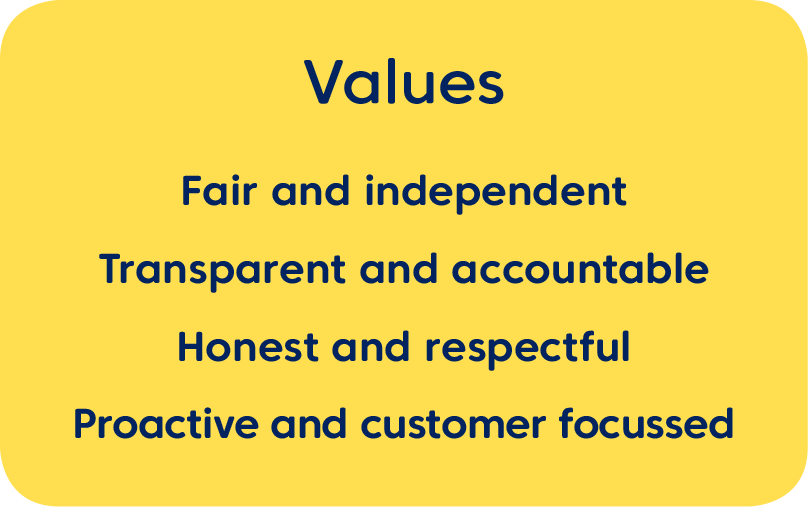 Values
Fair and independent
Transparent and accountable
Honest and respectful
Proactive and customer focussed